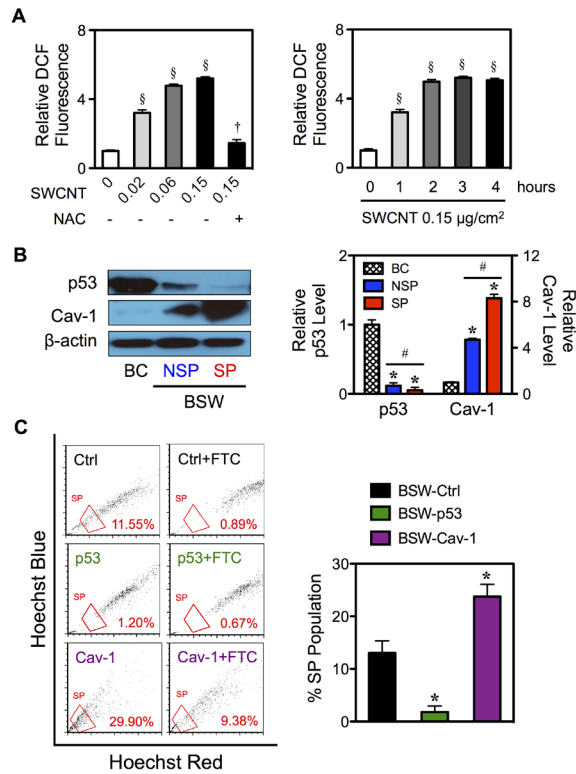 A
Relative DCF
Fluorescence
8
4
0
§
§
§
†
SWCNT 0 0.02 0.06 0.15 0.15
NAC - - - - +
Relative DCF
Fluorescence
8
4
0
§
§
§
§
0 1 2 3 4 hours
SWCNT 0.15 µg/cm²
B
p53
Cav-1
β-actin
BC NSP SP
BSW
Relative
p53 Level
2
1
0
BC
NSP
SP
#
*
*
#
*
*
p53 Cav-1
12
8
4
0
Relative
Cav-1 Level
C
Hoechst Blue
Ctrl
SP
11.55%
Ctrl+FTC
SP
0.89%
p53
SP
1.20%
p53+FTC
SP
0.67%
Cav-1
SP
29.90%
Cav-1+FTC
SP
9.38%
Hoechst Red
BSW-Ctrl
BSW-p53
BSW-Cav-1
% SP Population
30
20
10
0
*
*